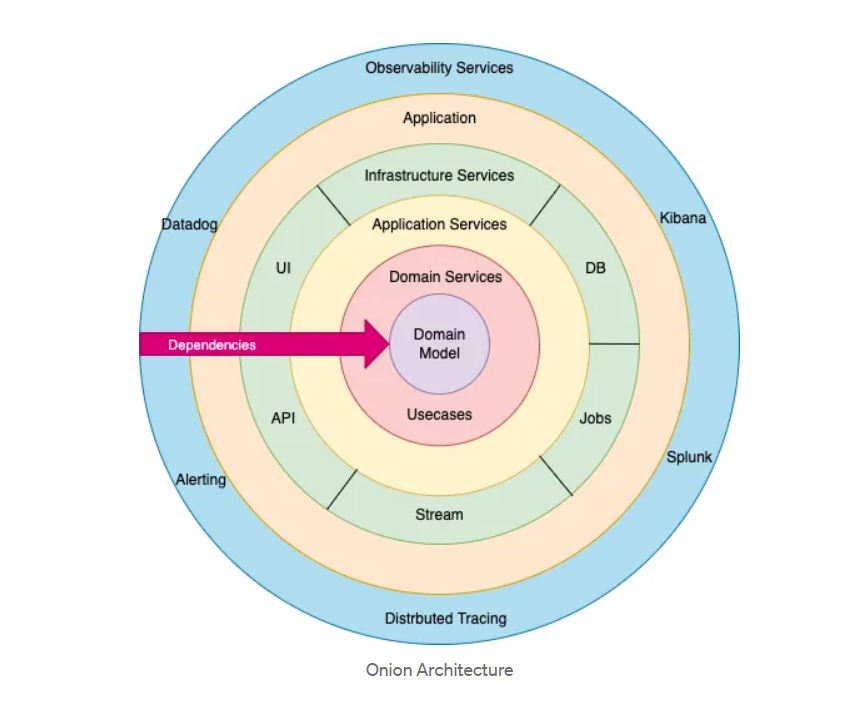 Observability Services
Application
Infrastructure Services
Datadog
Application Services
Kibana
UI
Domain Services
DB
Dependencies
Domain
Model
API
Usecases
Jobs
Alerting
Splunk
Stream
Distrbuted Tracing
Onion Architecture